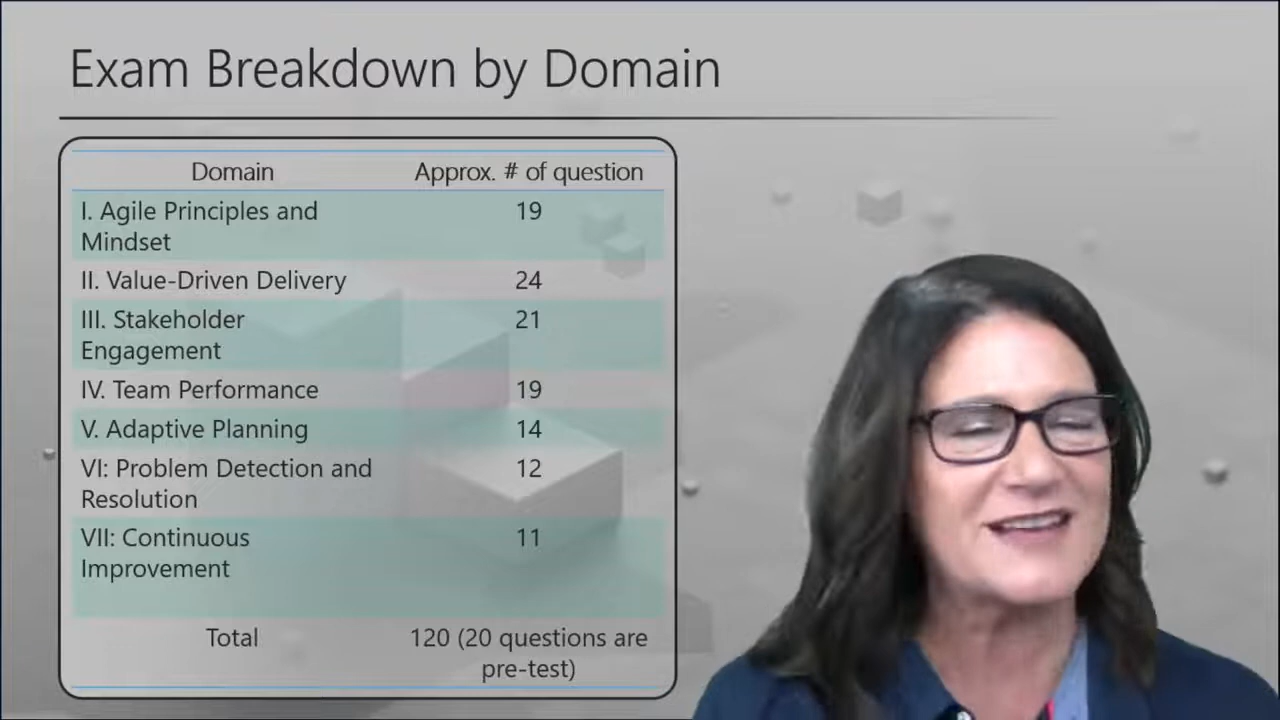 Exam Breakdown by Domain
Domain Approx. # of question
I. Agile Principles and 19
Mindset
II. Value-Driven Delivery 24
III. Stakeholder 21
Engagement
IV. Team Performance 19
V. Adaptive Planning 14
VI: Problem Detection and 12
Resolution
VII: Continuous 11
Improvement
Total 120 (20 questions are
pre-test)